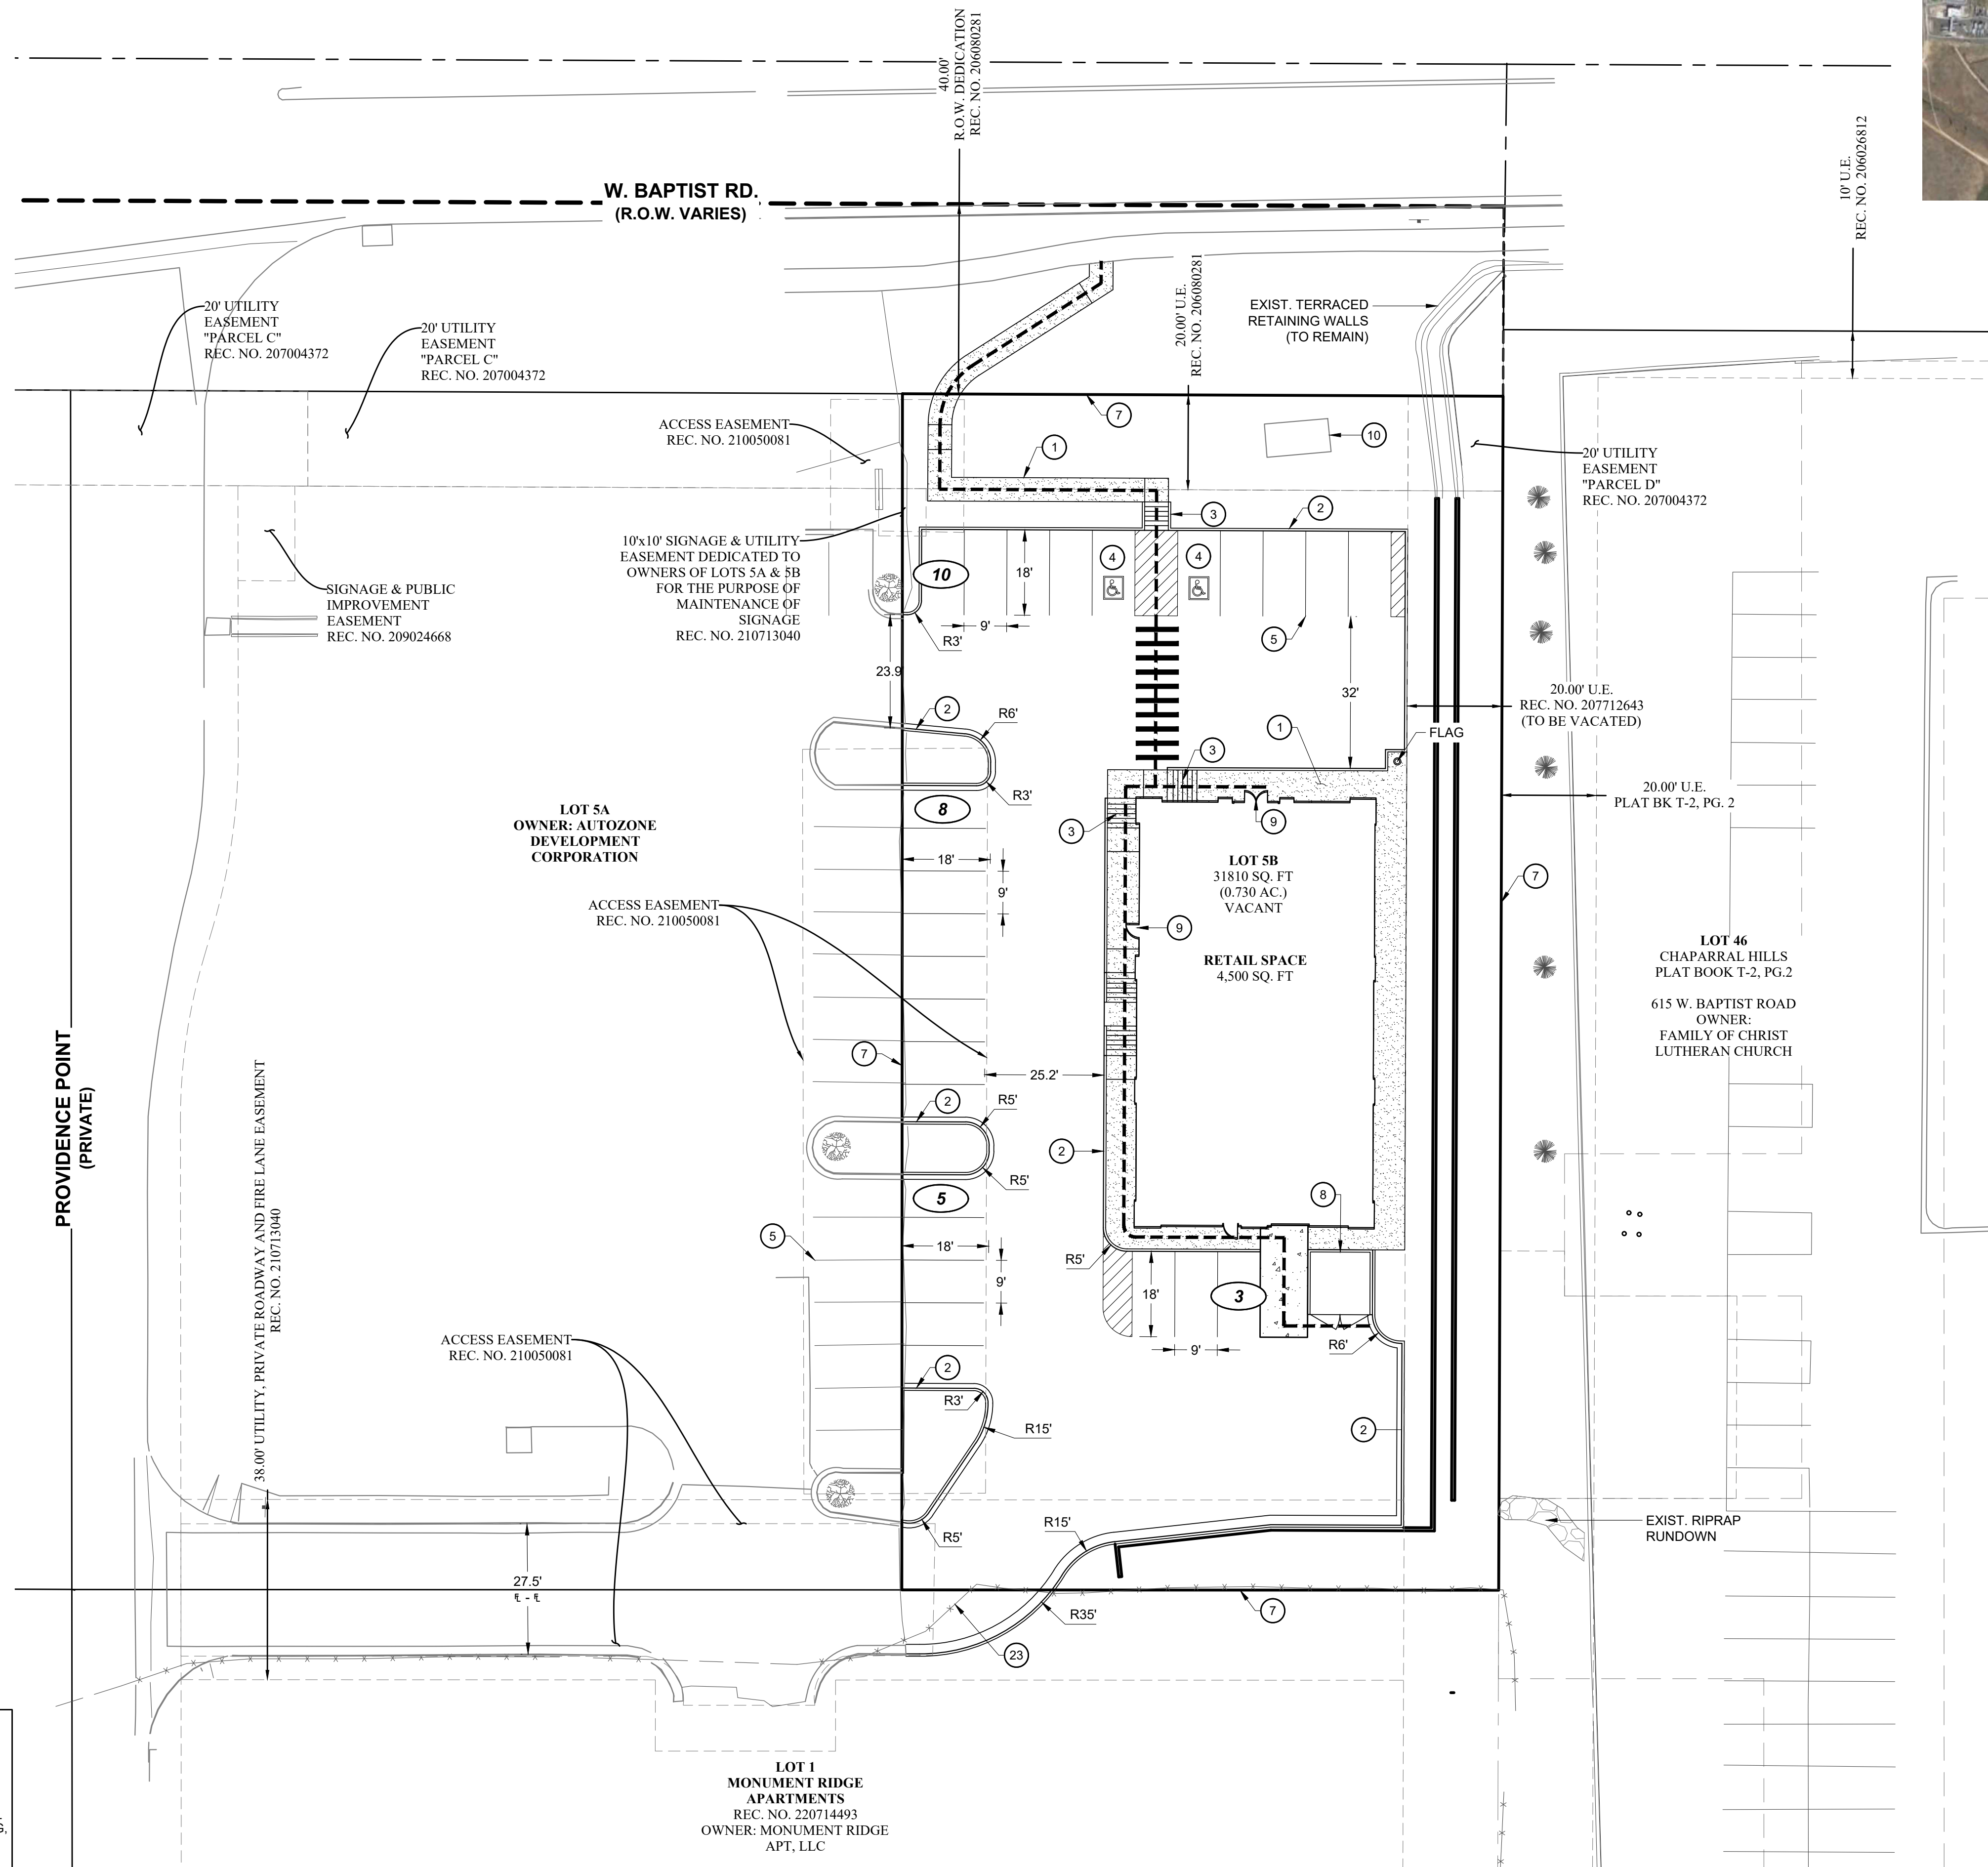 40.00'
R.O.W. DEDICATION
REC. NO. 206080281
W. BAPTIST RD.
(R.O.W. VARIES)
10' U.E.
REC. NO. 206026812
20' UTILITY
EASEMENT
"PARCEL C"
REC. NO. 207004372
20' UTILITY
EASEMENT
"PARCEL C"
REC. NO. 207004372
20.00' U.E.
REC. NO. 206080281
EXIST. TERRACED
RETAINING WALLS
(TO REMAIN)
ACCESS EASEMENT
REC. NO. 210050081
7
1
10
20' UTILITY
EASEMENT
"PARCEL D"
REC. NO. 207004372
3
2
10'x10' SIGNAGE & UTILITY
EASEMENT DEDICATED TO
OWNERS OF LOTS 5A & 5B
FOR THE PURPOSE OF
MAINTENANCE OF
SIGNAGE
REC. NO. 210713040
SIGNAGE & PUBLIC
IMPROVEMENT
EASEMENT
REC. NO. 209024668
10
18'
4
4
9'
R3'
5
23.9'
32'
20.00' U.E.
REC. NO. 207712643
(TO BE VACATED)
2
R6'
1
FLAG
3
R3'
8
20.00' U.E.
PLAT BK T-2, PG. 2
LOT 5A
OWNER: AUTOZONE
DEVELOPMENT
CORPORATION
3
9
18'
9'
LOT 5B
31810 SQ. FT
(0.730 AC.)
VACANT
7
ACCESS EASEMENT
REC. NO. 210050081
9
RETAIL SPACE
4,500 SQ. FT
LOT 46
CHAPARRAL HILLS
PLAT BOOK T-2, PG.2
615 W. BAPTIST ROAD
OWNER:
FAMILY OF CHRIST
LUTHERAN CHURCH
PROVIDENCE POINT
(PRIVATE)
38.00' UTILITY, PRIVATE ROADWAY AND FIRE LANE EASEMENT
REC. NO. 210713040
7
25.2'
2
R5'
2
R5'
5
8
5
18'
9'
R5'
18'
3
9'
R6'
ACCESS EASEMENT
REC. NO. 210050081
2
R3'
R15'
2
R5'
R15'
EXIST. RIPRAP
RUNDOWN
27.5'
FL - FL
R35'
7
23
LOT 1
MONUMENT RIDGE
APARTMENTS
REC. NO. 220714493
OWNER: MONUMENT RIDGE
APT, LLC